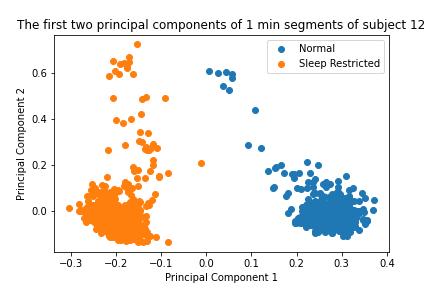 The first two principal components of 1 min segments of subject 12
Normal
Sleep Restricted
Principal Component 2
0.6
0.4
0.2
0.0
−0.3 −0.2 −0.1 0.0 0.1 0.2 0.3 0.4
Principal Component 1